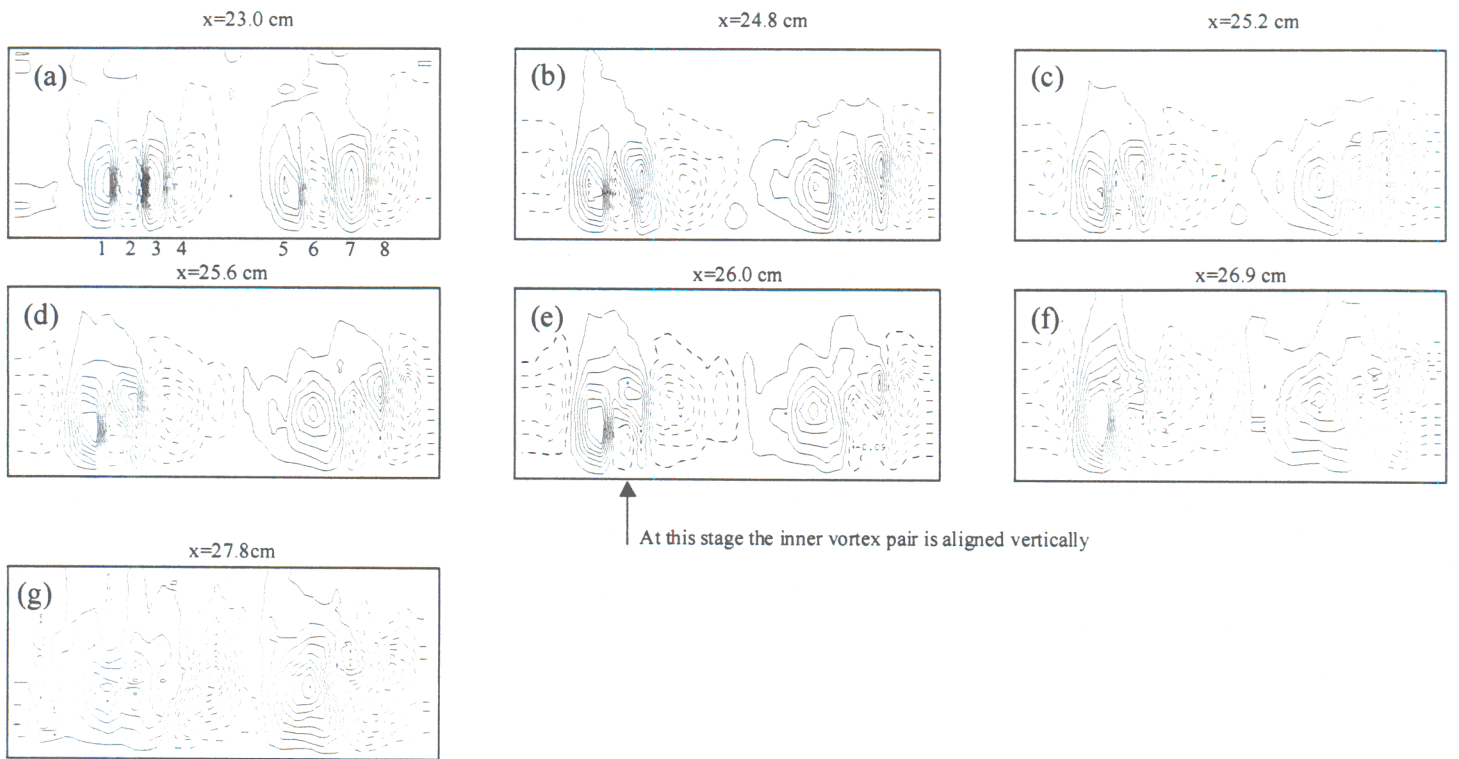 x=23.0 cm
x=24.8 cm
x=25.2 cm
(a)
(b)
(c)
1 2 3 4 5 6 7 8
x=25.6 cm
x=26.0 cm
x=26.9 cm
(d)
(e)
(f)
-0.09
At this stage the inner vortex pair is aligned vertically
x=27.8cm
(g)